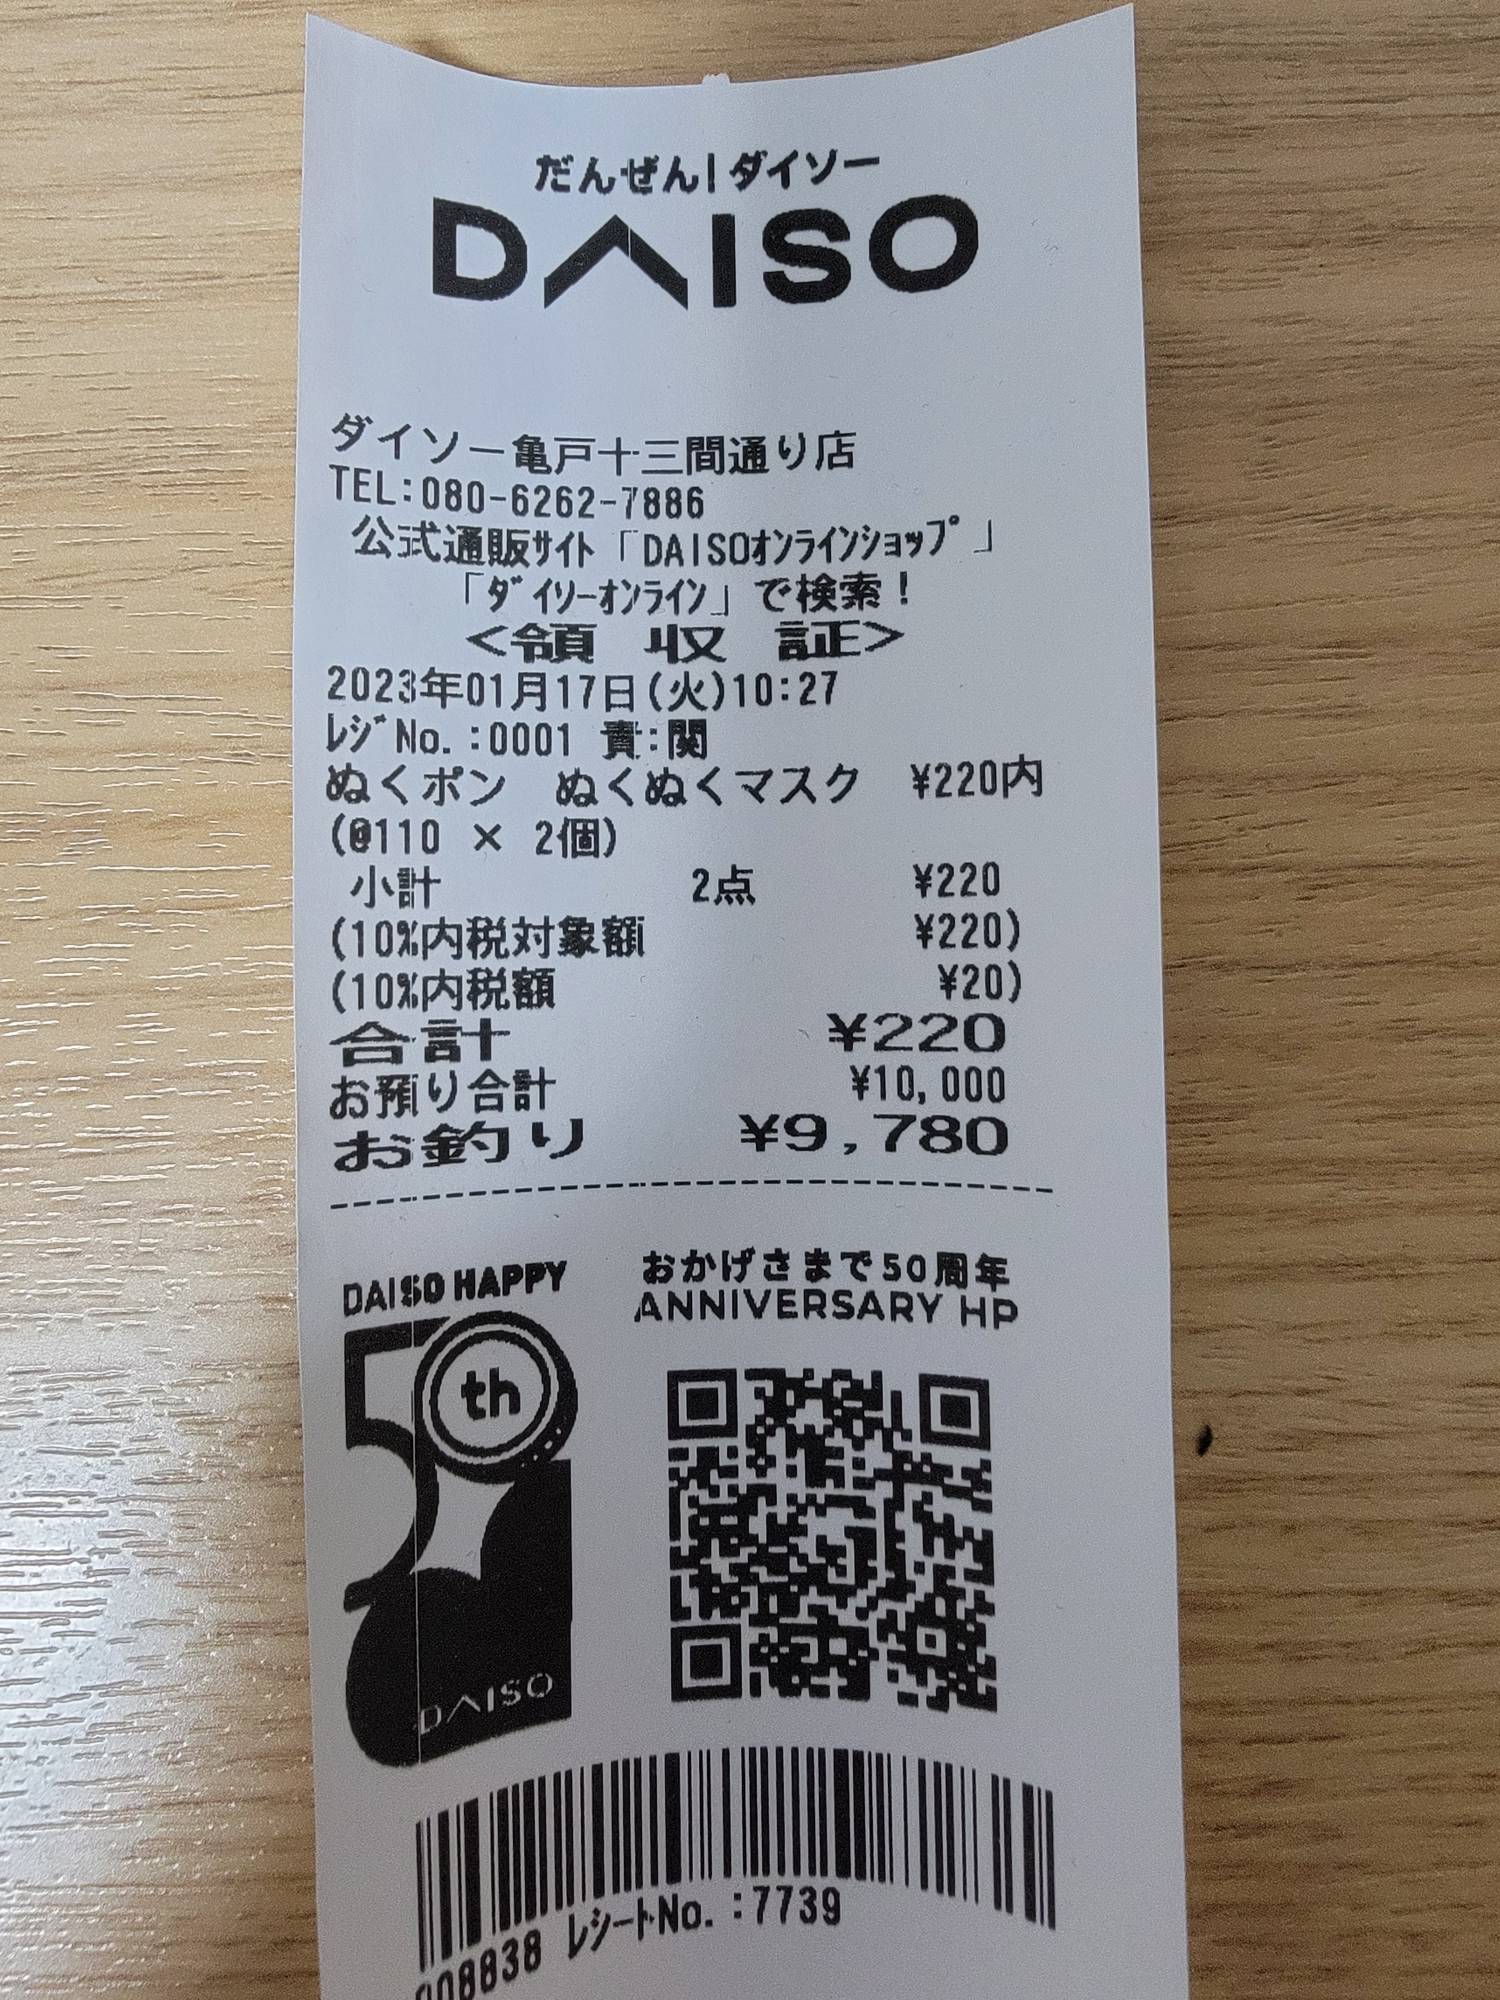 だんぜん!ダイソー
DAISO
ダイソー亀戸十三間通り店
TEL:080-6262-7886
公式通販サイト「DAISOオンラインショップ」
「ダイソーオンライン」で検索!
<領 収 証>
2023年01月17日(火)10:27
レジNo.:0001 責:関
ぬくポン ぬくぬくマスク ¥220内
(@110 × 2個)
小計 2点 ¥220
(10%内税対象額 ¥220)
(10%内税額 ¥20)
合計 ¥220
お預り合計 ¥10,000
お釣り ¥9,780
DAISO HAPPY
50th
DAISO
おかげさまで50周年
ANNIVERSARY HP
008838 レシートNo.:7739